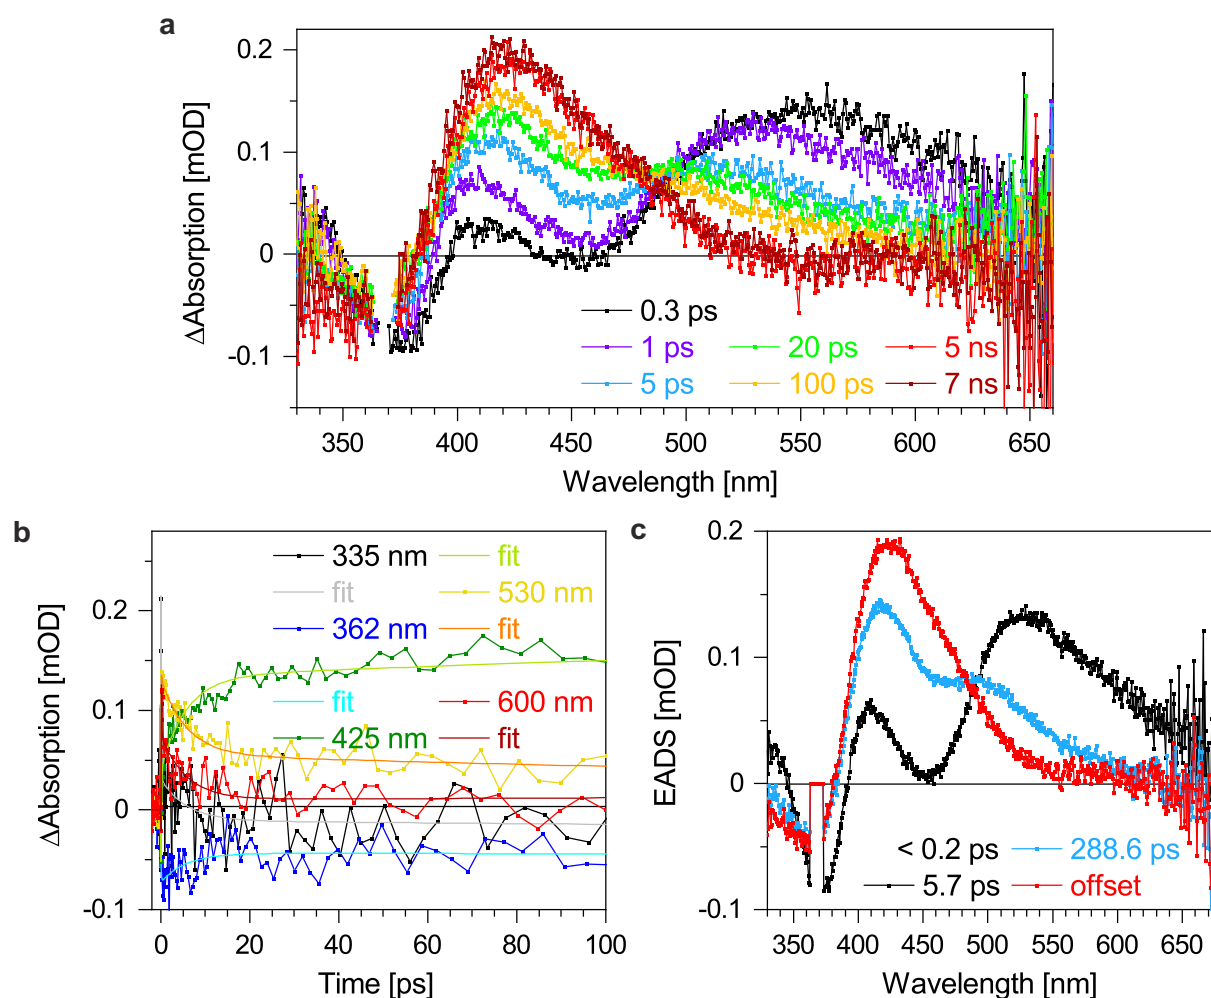 a
0.2
0.1
0
-0.1
ΔAbsorption [mOD]
0.3 ps
1 ps 20 ps 5 ns
5 ps 100 ps 7 ns
350 400 450 500 550 600 650
Wavelength [nm]
b
0.2
0.1
0
-0.1
ΔAbsorption [mOD]
335 nm fit
fit 530 nm
362 nm fit
fit 600 nm
425 nm fit
0 20 40 60 80 100
Time [ps]
c
0.2
0.1
0
-0.1
EADS [mOD]
< 0.2 ps 288.6 ps
5.7 ps offset
350 400 450 500 550 600 650
Wavelength [nm]